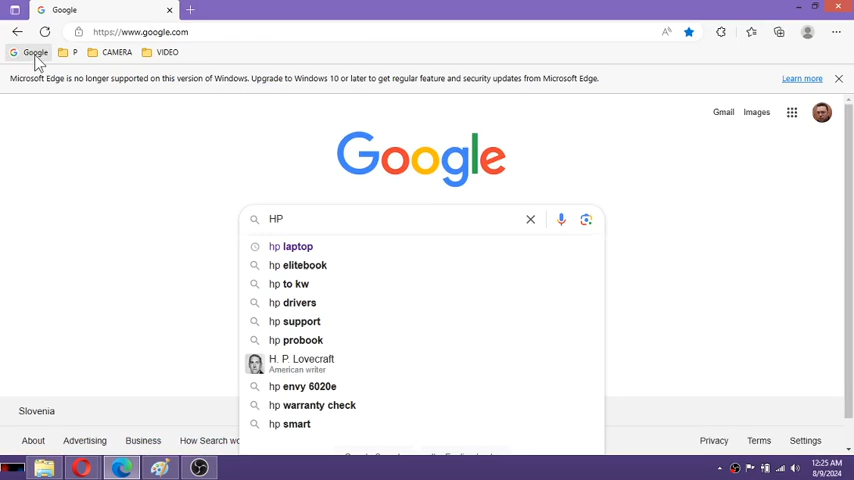 Google
https://www.google.com
Google P CAMERA VIDEO
Microsoft Edge is no longer supported on this version of Windows. Upgrade to Windows 10 or later to get regular feature and security updates from Microsoft Edge.
Learn more
Gmail Images
Google
HP
hp laptop
hp elitebook
hp to kw
hp drivers
hp support
hp probook
H. P. Lovecraft
American writer
hp envy 6020e
hp warranty check
hp smart
Slovenia
About Advertising Business How Search wo
Privacy Terms Settings
12:25 AM
8/9/2024